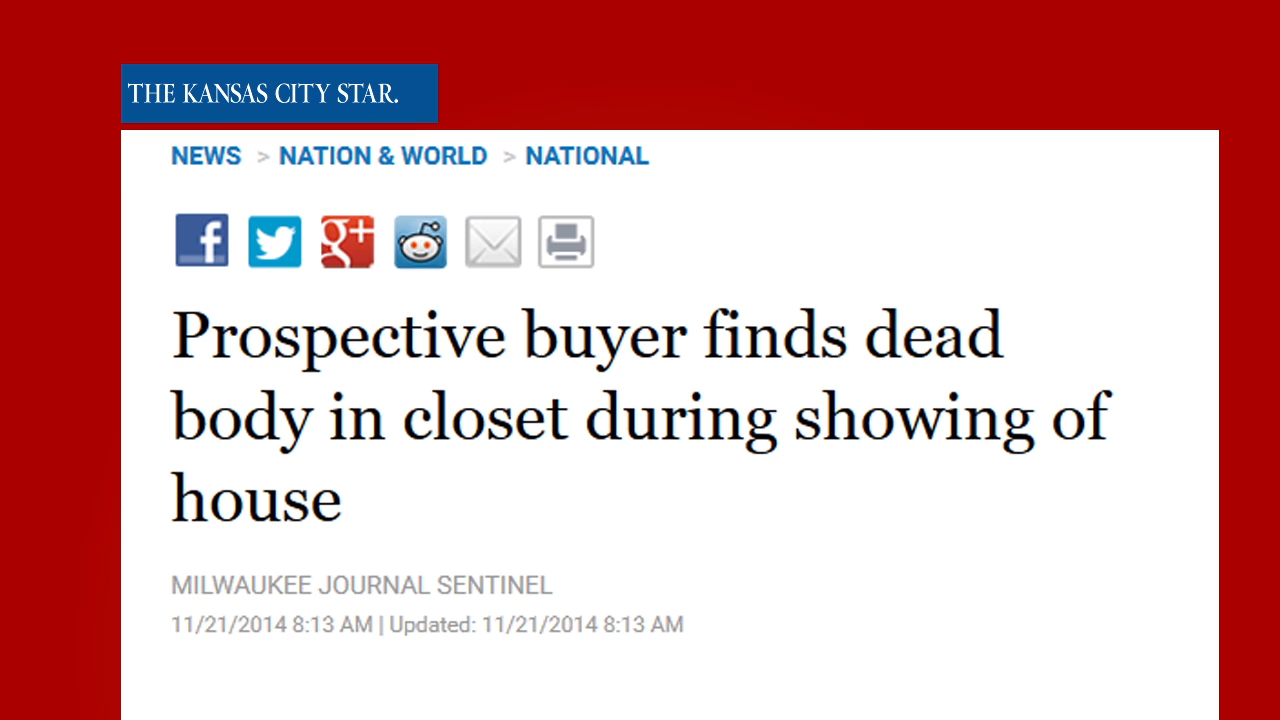 THE KANSAS CITY STAR.
NEWS > NATION & WORLD > NATIONAL
f g+
Prospective buyer finds dead
body in closet during showing of
house
MILWAUKEE JOURNAL SENTINEL
11/21/2014 8:13 AM | Updated: 11/21/2014 8:13 AM